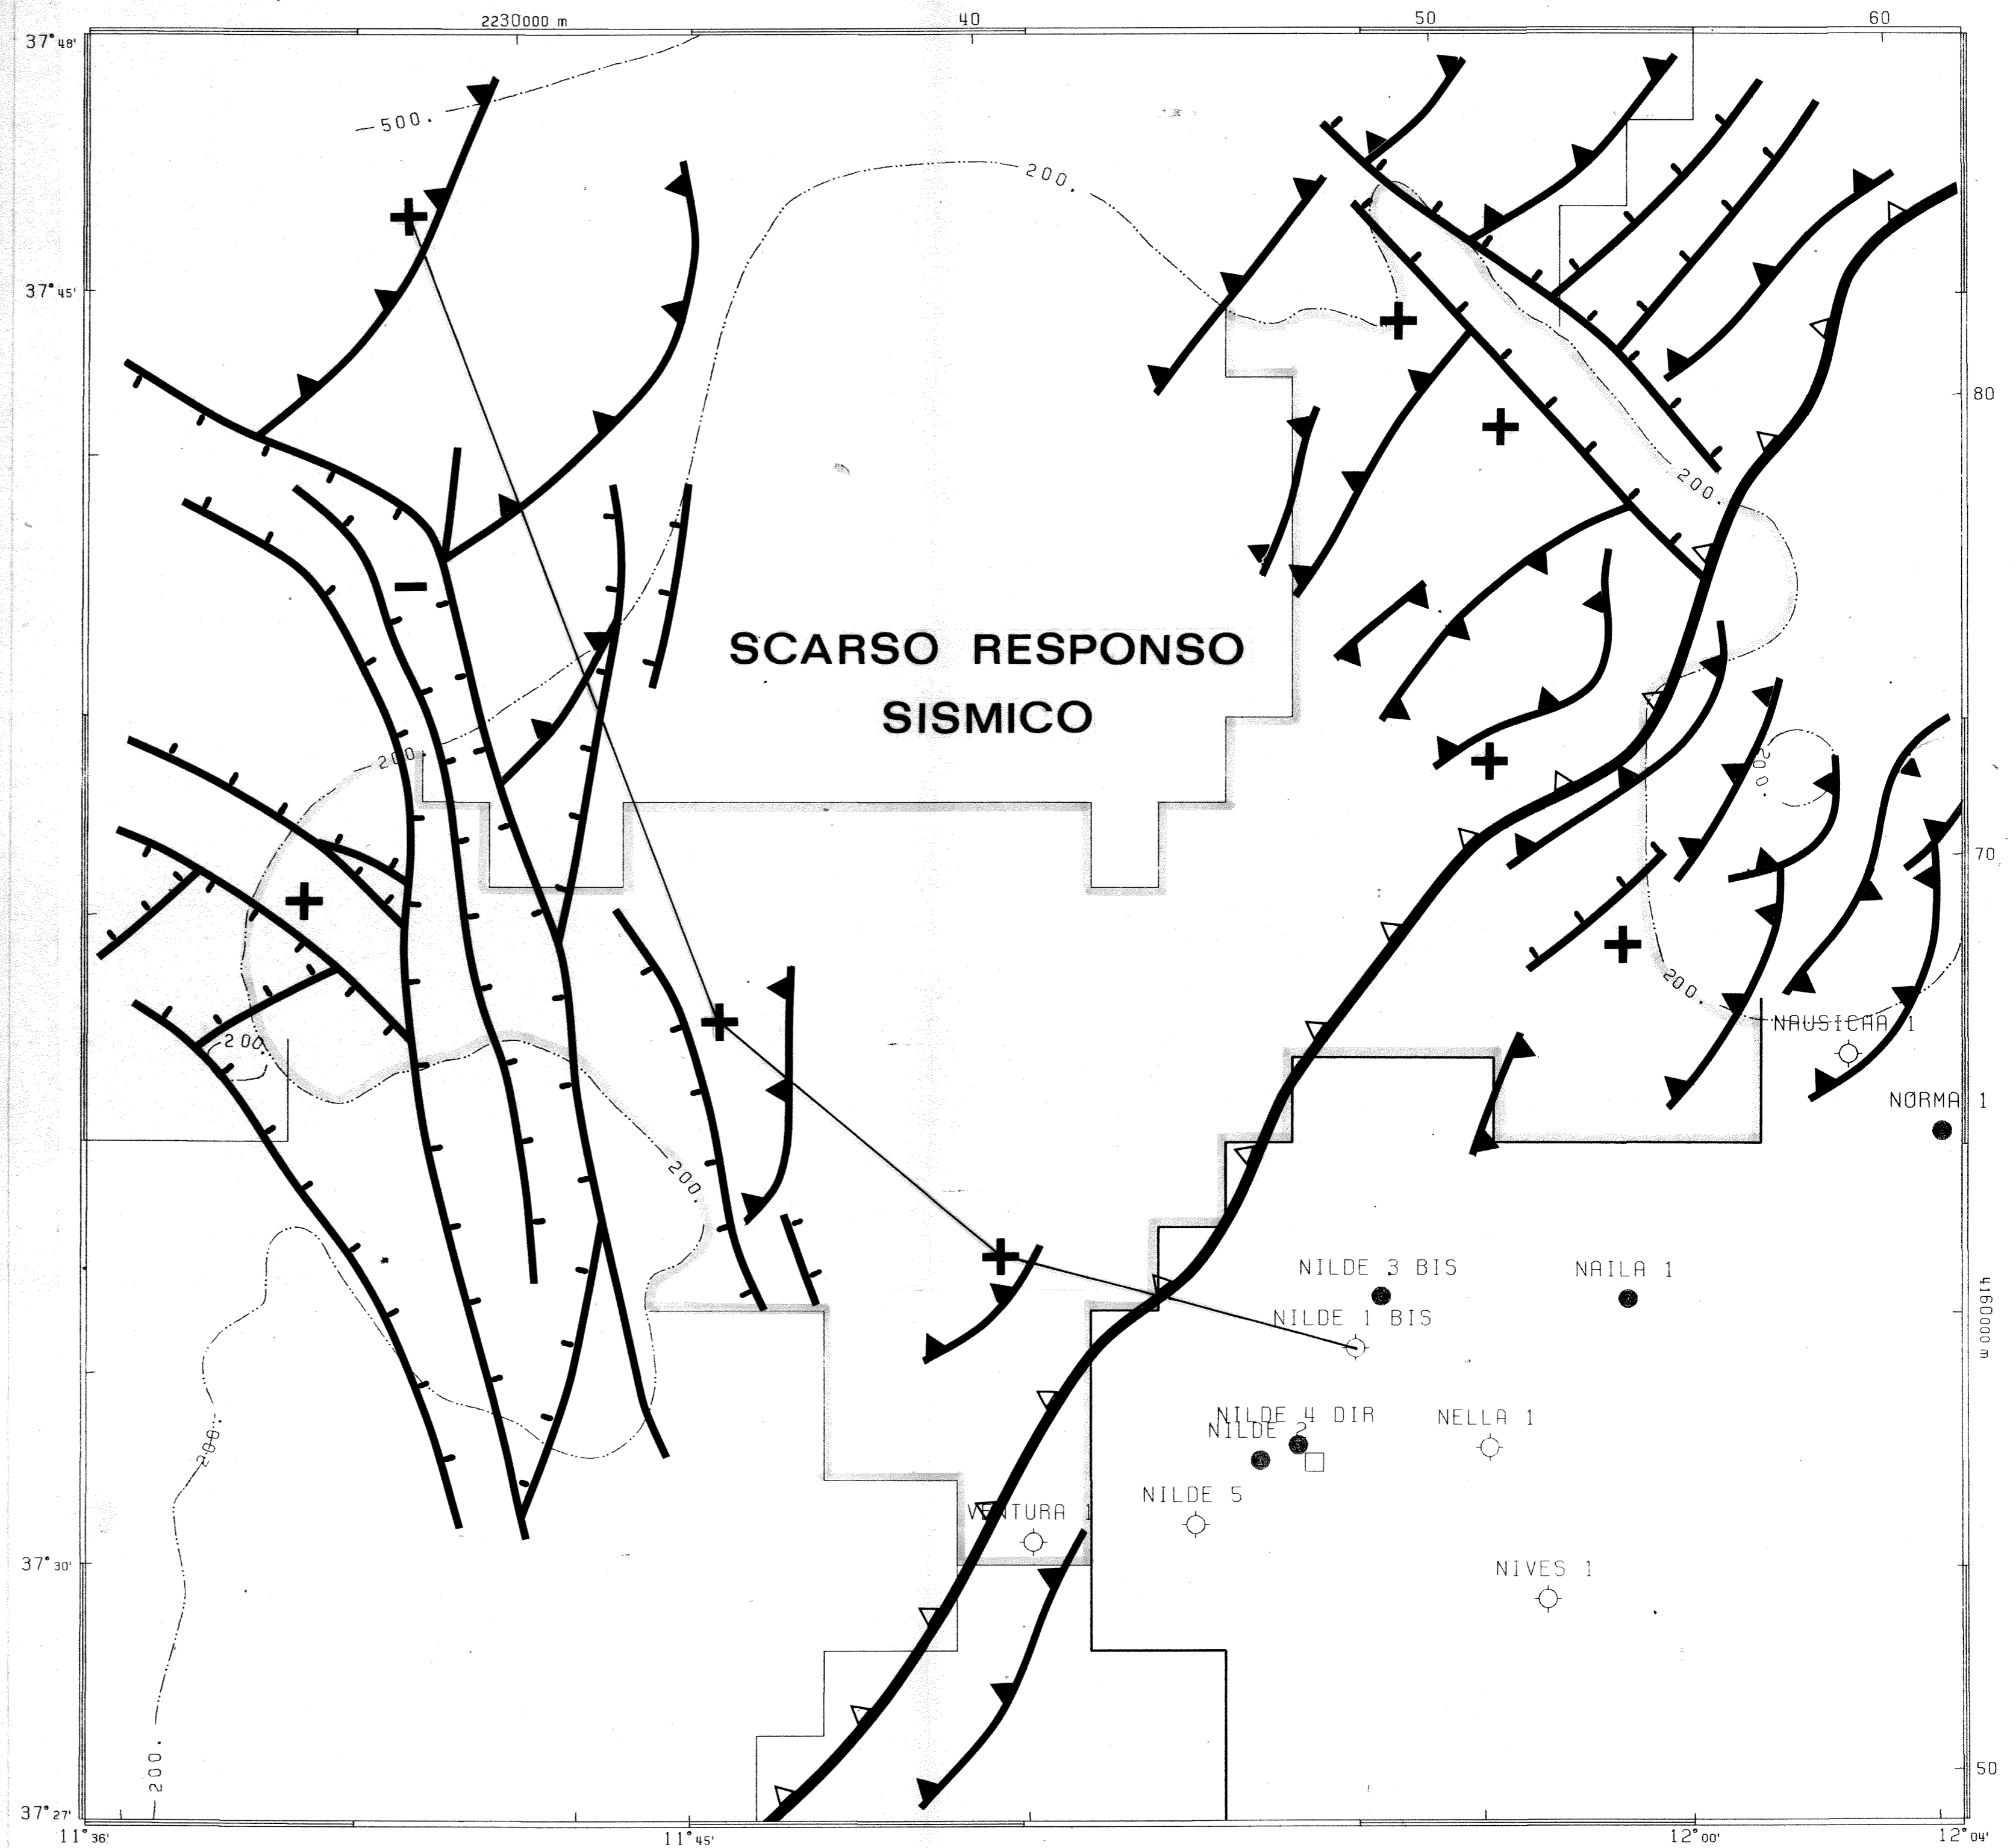 2230000 m 40 50 60
37°48'
500.
200.
37°45'
80
200.
SCARSO RESPONSO
SISMICO
200.
200.
70
200.
NAUSICAA 1
200.
NORMA 1
200.
NILDE 3 BIS
NAILA 1
4160000 m
NILDE 1 BIS
NILDE 4 DIR
NELLA 1
NILDE 2
200.
NILDE 5
VENTURA 1
37°30'
NIVES 1
200.
50
37°27'
11°36' 11°45' 12°00' 12°04'